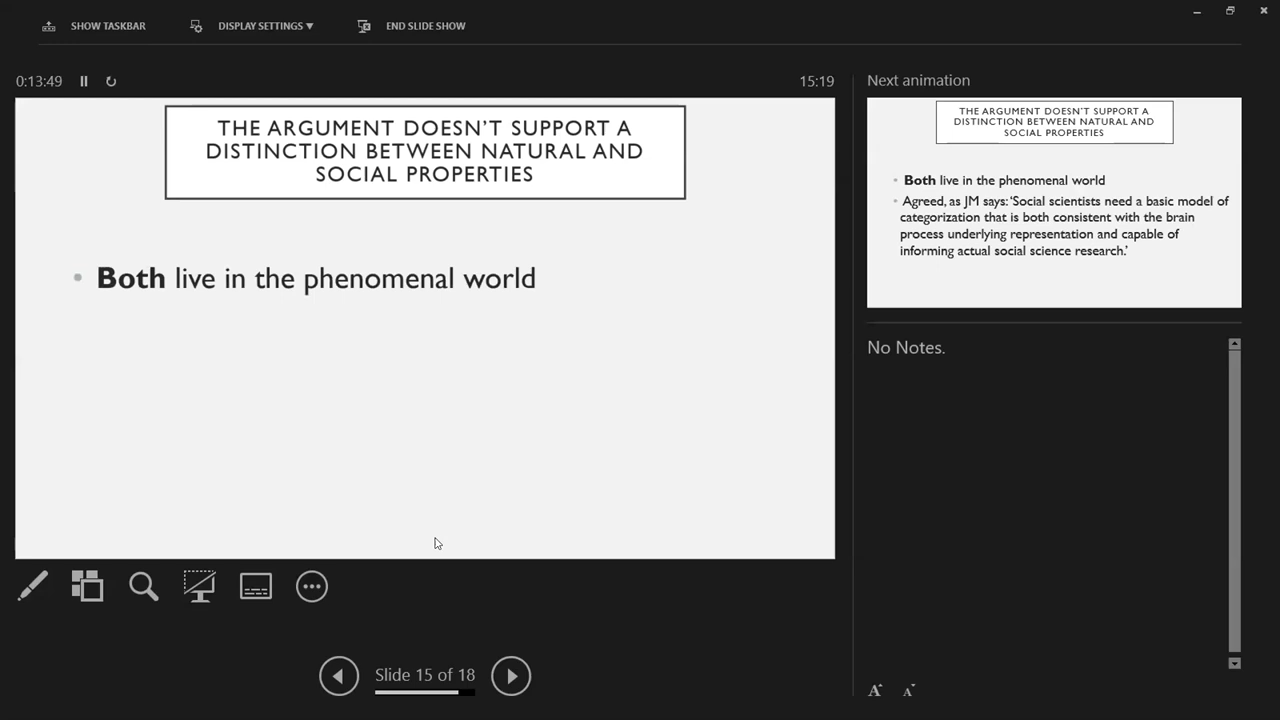 SHOW TASKBAR
DISPLAY SETTINGS ▼
END SLIDE SHOW
0:13:49
15:19
THE ARGUMENT DOESN'T SUPPORT A
DISTINCTION BETWEEN NATURAL AND
SOCIAL PROPERTIES
• Both live in the phenomenal world
Next animation
THE ARGUMENT DOESN'T SUPPORT A
DISTINCTION BETWEEN NATURAL AND
SOCIAL PROPERTIES
• Both live in the phenomenal world
• Agreed, as JM says: 'Social scientists need a basic model of
categorization that is both consistent with the brain
process underlying representation and capable of
informing actual social science research.'
No Notes.
Slide 15 of 18
A A